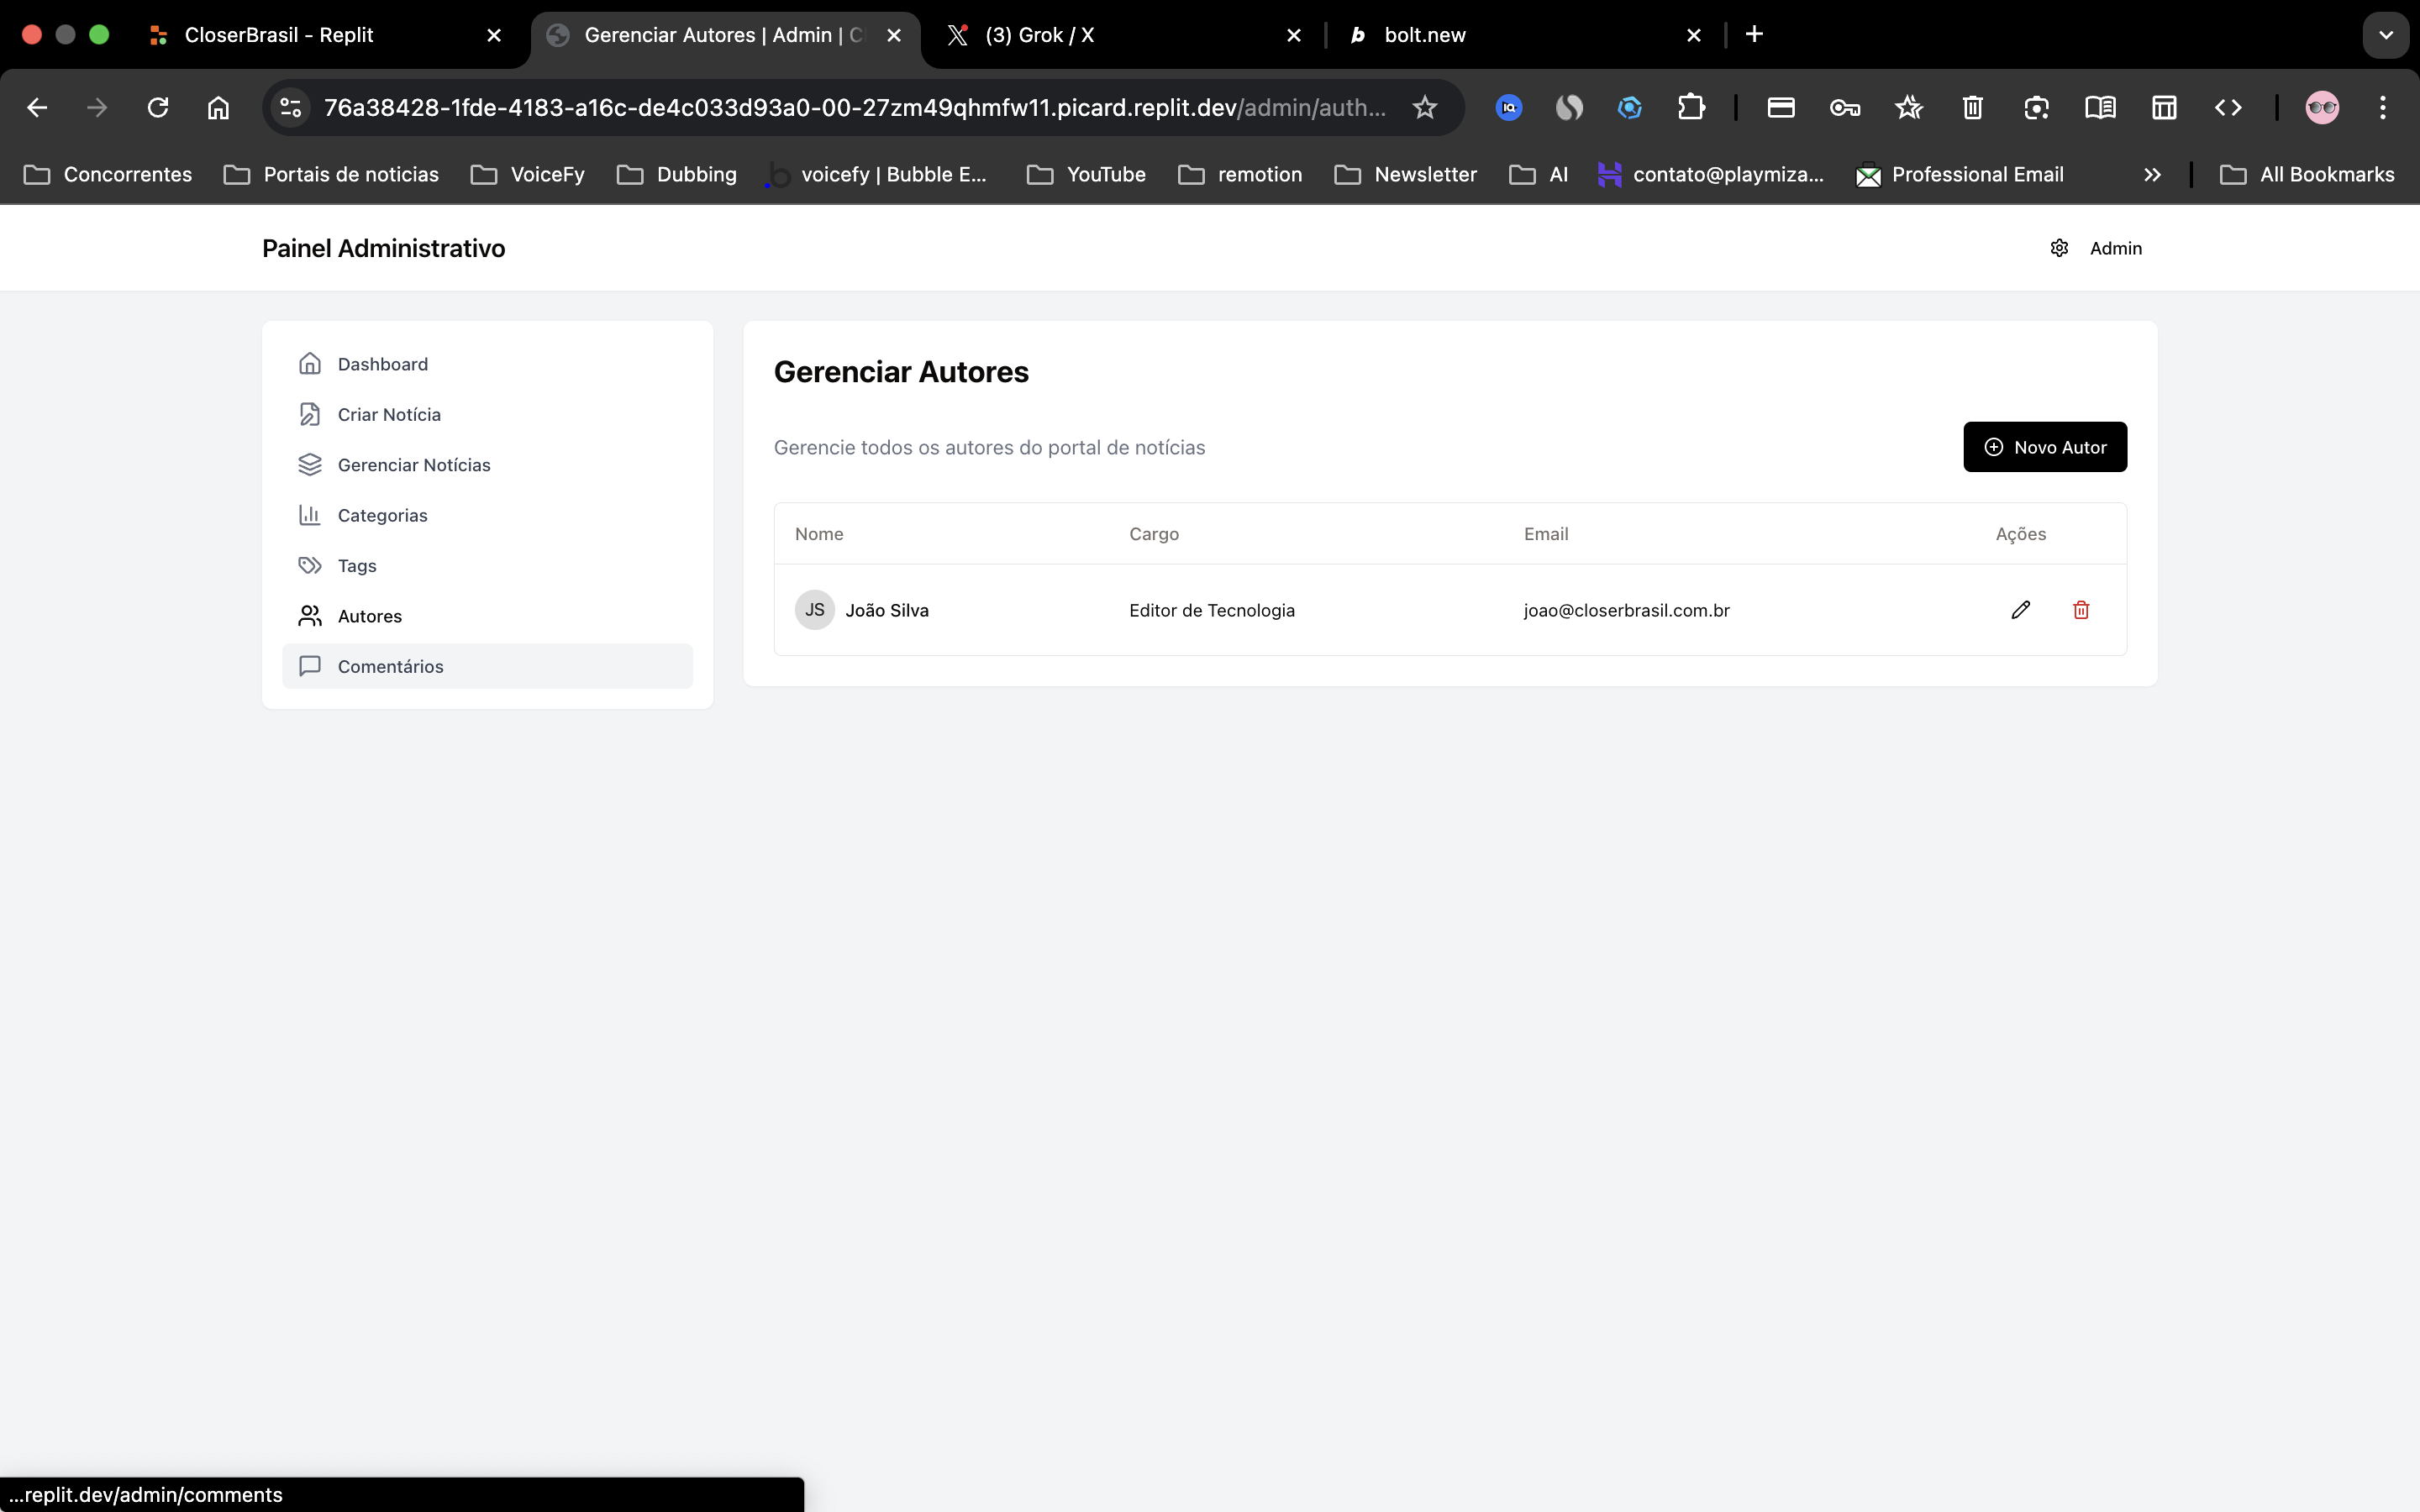 CloserBrasil - Replit
Gerenciar Autores | Admin | C
(3) Grok / X
bolt.new
76a38428-1fde-4183-a16c-de4c033d93a0-00-27zm49qhmfw11.picard.replit.dev/admin/auth...
Concorrentes
Portais de noticias
VoiceFy
Dubbing
voicefy | Bubble E...
YouTube
remotion
Newsletter
AI
contato@playmiza...
Professional Email
All Bookmarks
Painel Administrativo
Admin
Dashboard
Criar Notícia
Gerenciar Notícias
Categorias
Tags
Autores
Comentários
Gerenciar Autores
Gerencie todos os autores do portal de notícias
Novo Autor
Nome Cargo Email Ações
JS João Silva Editor de Tecnologia joao@closerbrasil.com.br
...replit.dev/admin/comments